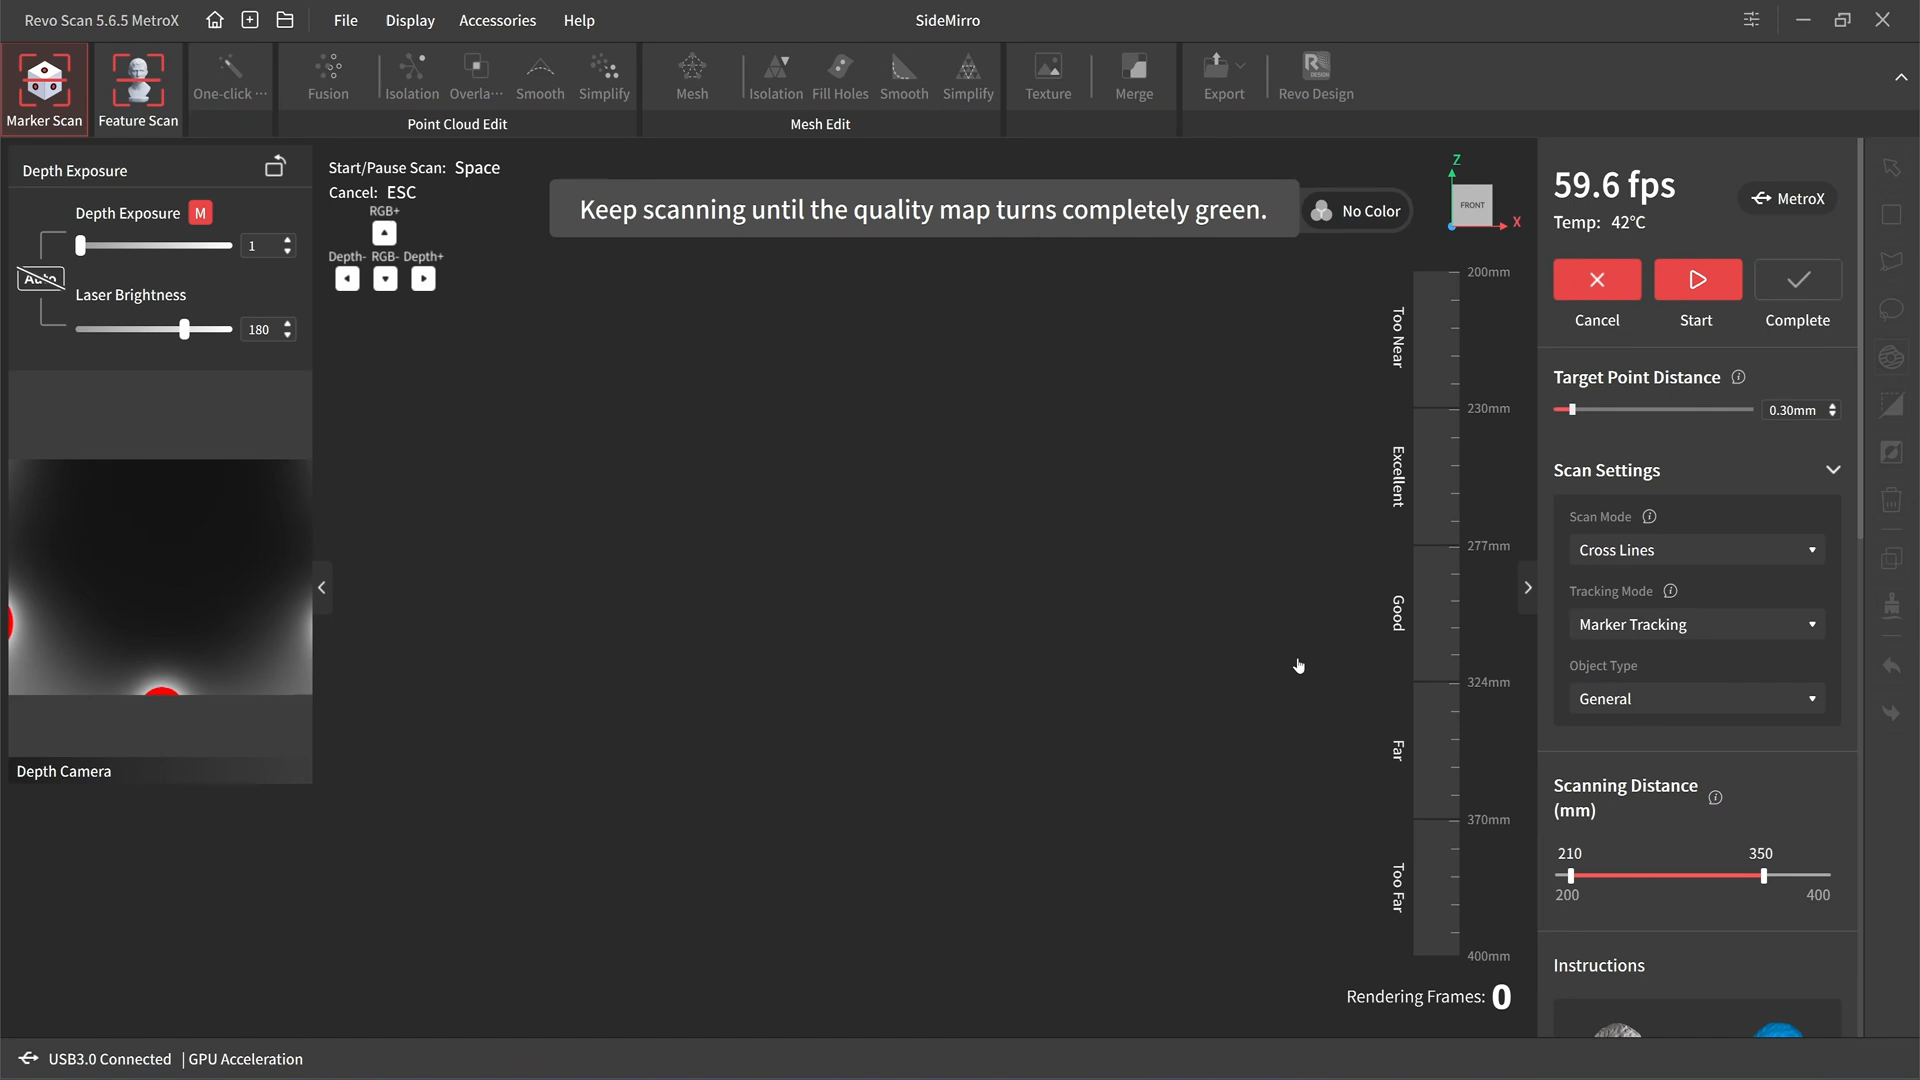 Revo Scan 5.6.5 MetroX
File
Display
Accessories
Help
SideMirro
Marker Scan
Feature Scan
One-click ···
Fusion
Isolation
Overla···
Smooth
Simplify
Point Cloud Edit
Mesh
Isolation
Fill Holes
Smooth
Simplify
Mesh Edit
Texture
Merge
Export
Revo Design
Depth Exposure
Depth Exposure M
1
Auto
Laser Brightness
180
Depth Camera
Start/Pause Scan: Space
Cancel: ESC
RGB+
Depth- RGB- Depth+
Keep scanning until the quality map turns completely green.
No Color
Z
FRONT
X
200mm
Too Near
230mm
Excellent
277mm
Good
324mm
Far
370mm
Too Far
400mm
Rendering Frames: 0
59.6 fps
MetroX
Temp: 42°C
Cancel
Start
Complete
Target Point Distance
0.30mm
Scan Settings
Scan Mode
Cross Lines
Tracking Mode
Marker Tracking
Object Type
General
Scanning Distance
(mm)
210
350
200
400
Instructions
USB3.0 Connected | GPU Acceleration